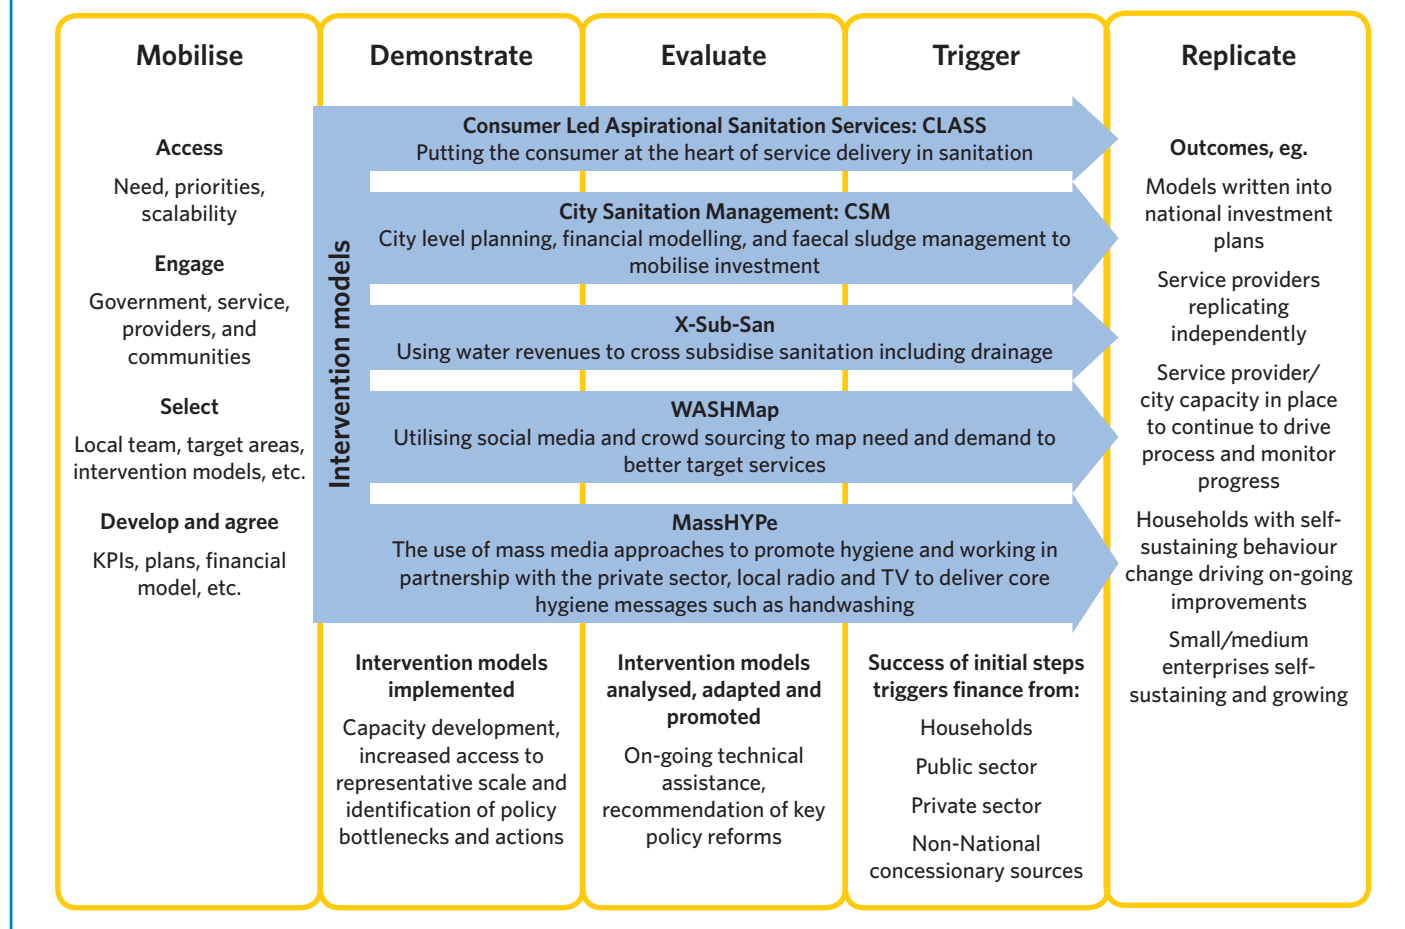 Mobilise
Access
Need, priorities,
scalability
Engage
Government, service,
providers, and
communities
Select
Local team, target areas,
intervention models, etc.
Develop and agree
KPIs, plans, financial
model, etc.
Demonstrate
Evaluate
Trigger
Intervention models
Consumer Led Aspirational Sanitation Services: CLASS
Putting the consumer at the heart of service delivery in sanitation
City Sanitation Management: CSM
City level planning, financial modelling, and faecal sludge management to
mobilise investment
X-Sub-San
Using water revenues to cross subsidise sanitation including drainage
WASHMap
Utilising social media and crowd sourcing to map need and demand to
better target services
MassHYPe
The use of mass media approaches to promote hygiene and working in
partnership with the private sector, local radio and TV to deliver core
hygiene messages such as handwashing
Intervention models
implemented
Capacity development,
increased access to
representative scale and
identification of policy
bottlenecks and actions
Intervention models
analysed, adapted and
promoted
On-going technical
assistance,
recommendation of key
policy reforms
Success of initial steps
triggers finance from:
Households
Public sector
Private sector
Non-National
concessionary sources
Replicate
Outcomes, eg.
Models written into
national investment
plans
Service providers
replicating
independently
Service provider/
city capacity in place
to continue to drive
process and monitor
progress
Households with self-
sustaining behaviour
change driving on-going
improvements
Small/medium
enterprises self-
sustaining and growing